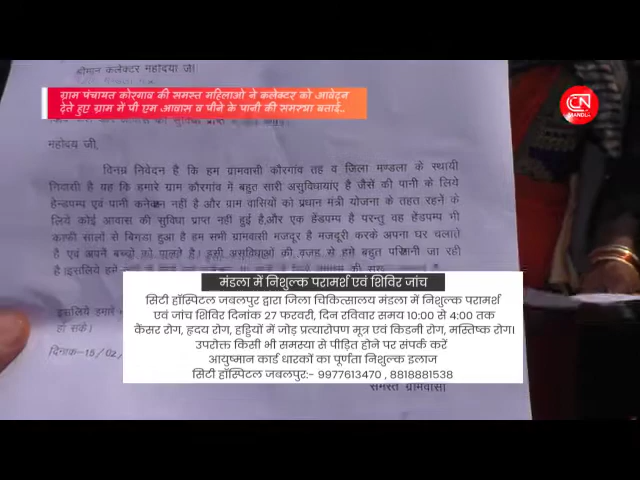 श्रीमान कलेक्टर महोदया जी
ग्राम पंचायत कोरगांव की समस्त महिलाओं ने कलेक्टर को आवेदन
देते हुए ग्राम में पी एम आवास व पीने के पानी की समस्या बताई..
CN
MANDLA
महोदय जी,
विनम्र निवेदन है कि हम ग्रामवासी कौरगांव तह व जिला मण्डला के स्थायी
निवासी है यह कि हमारे ग्राम कौरगांव में बहुत सारी असुविधायाएं है जैसे की पानी के लिये
हेन्डपम्प एवं पानी कनेक्शन नहीं है और ग्राम वासियों को प्रधान मंत्री योजना के तहत रहने के
लिये कोई आवास की सुविधा प्राप्त नहीं हुई है,और एक हेंडपम्प है परन्तु वह हेडपम्प भी
काफी सालों से बिगडा हुआ है हम सभी ग्रामवासी मजदूर है मजदूरी करके अपना घर चलाते
है एवं अपने बच्चों को पालते है। इसी असुविधाओं की वजह से हमे बहुत परेशानी जा रही
है।इसलिये हमे
मंडला में निशुल्क परामर्श एवं शिविर जांच
सिटी हॉस्पिटल जबलपुर द्वारा जिला चिकित्सालय मंडला में निशुल्क परामर्श
एवं जांच शिविर दिनांक 27 फरवरी, दिन रविवार समय 10:00 से 4:00 तक
कैंसर रोग, हृदय रोग, हड्डियों में जोड़ प्रत्यारोपण मूत्र एवं किडनी रोग, मस्तिष्क रोग।
उपरोक्त किसी भी समस्या से पीड़ित होने पर संपर्क करें
आयुष्मान कार्ड धारकों का पूर्णता निशुल्क इलाज
सिटी हॉस्पिटल जबलपुर:- 9977613470 , 8818881538
इसलिये हमारे
हो सके।
दिनांक-15/02/
समस्त ग्रामवासी